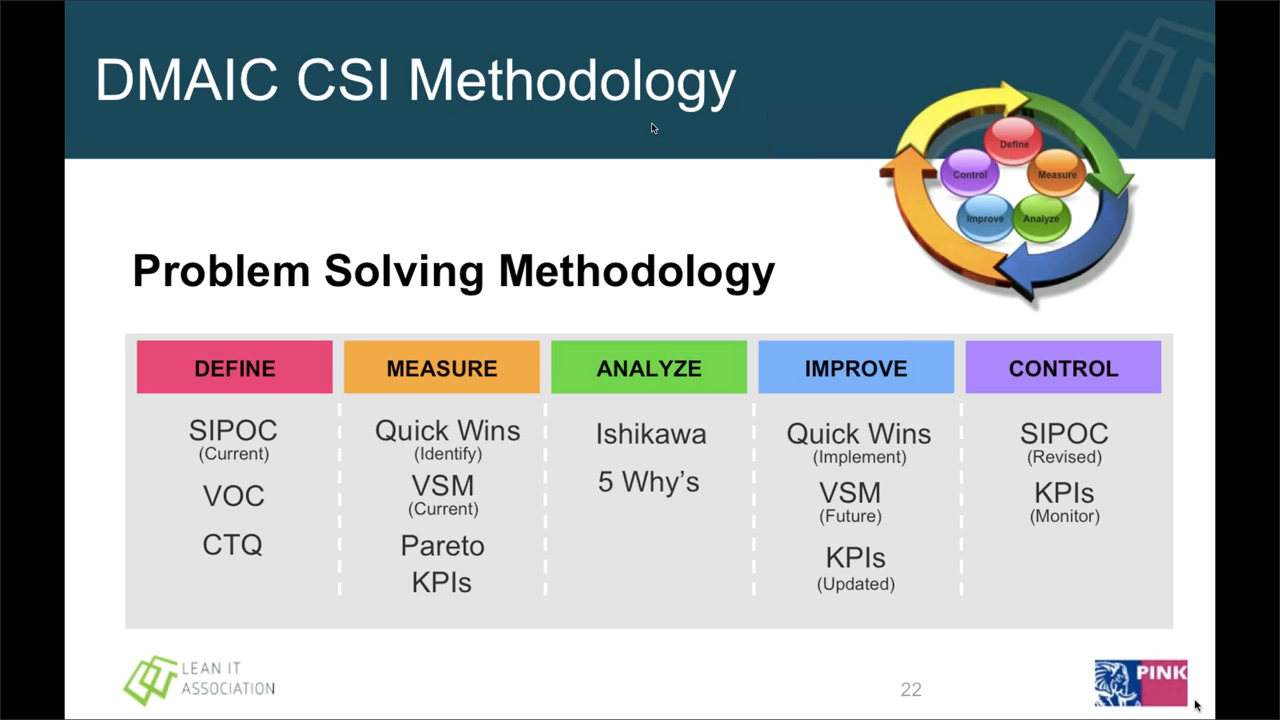 DMAIC CSI Methodology
Define
Control
Measure
Improve
Analyze
Problem Solving Methodology
DEFINE
SIPOC
(Current)
VOC
CTQ
MEASURE
Quick Wins
(Identify)
VSM
(Current)
Pareto
KPIs
ANALYZE
Ishikawa
5 Why’s
IMPROVE
Quick Wins
(Implement)
VSM
(Future)
KPIs
(Updated)
CONTROL
SIPOC
(Revised)
KPIs
(Monitor)
LEAN IT
ASSOCIATION
22
PINK